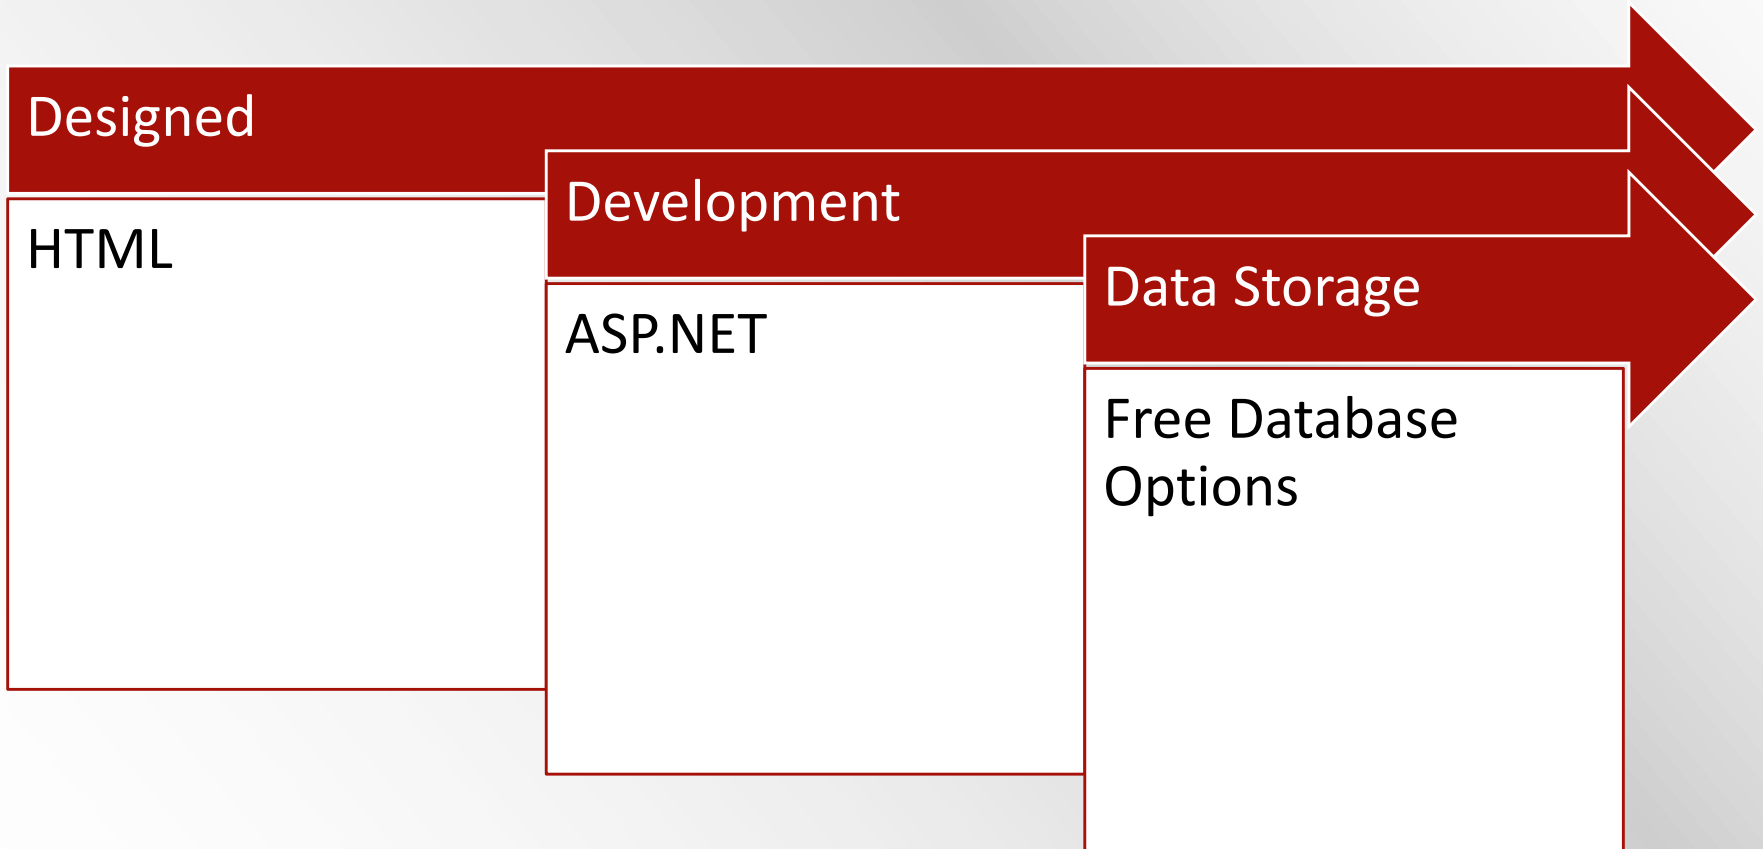 Designed
HTML
Development
ASP.NET
Data Storage
Free Database
Options